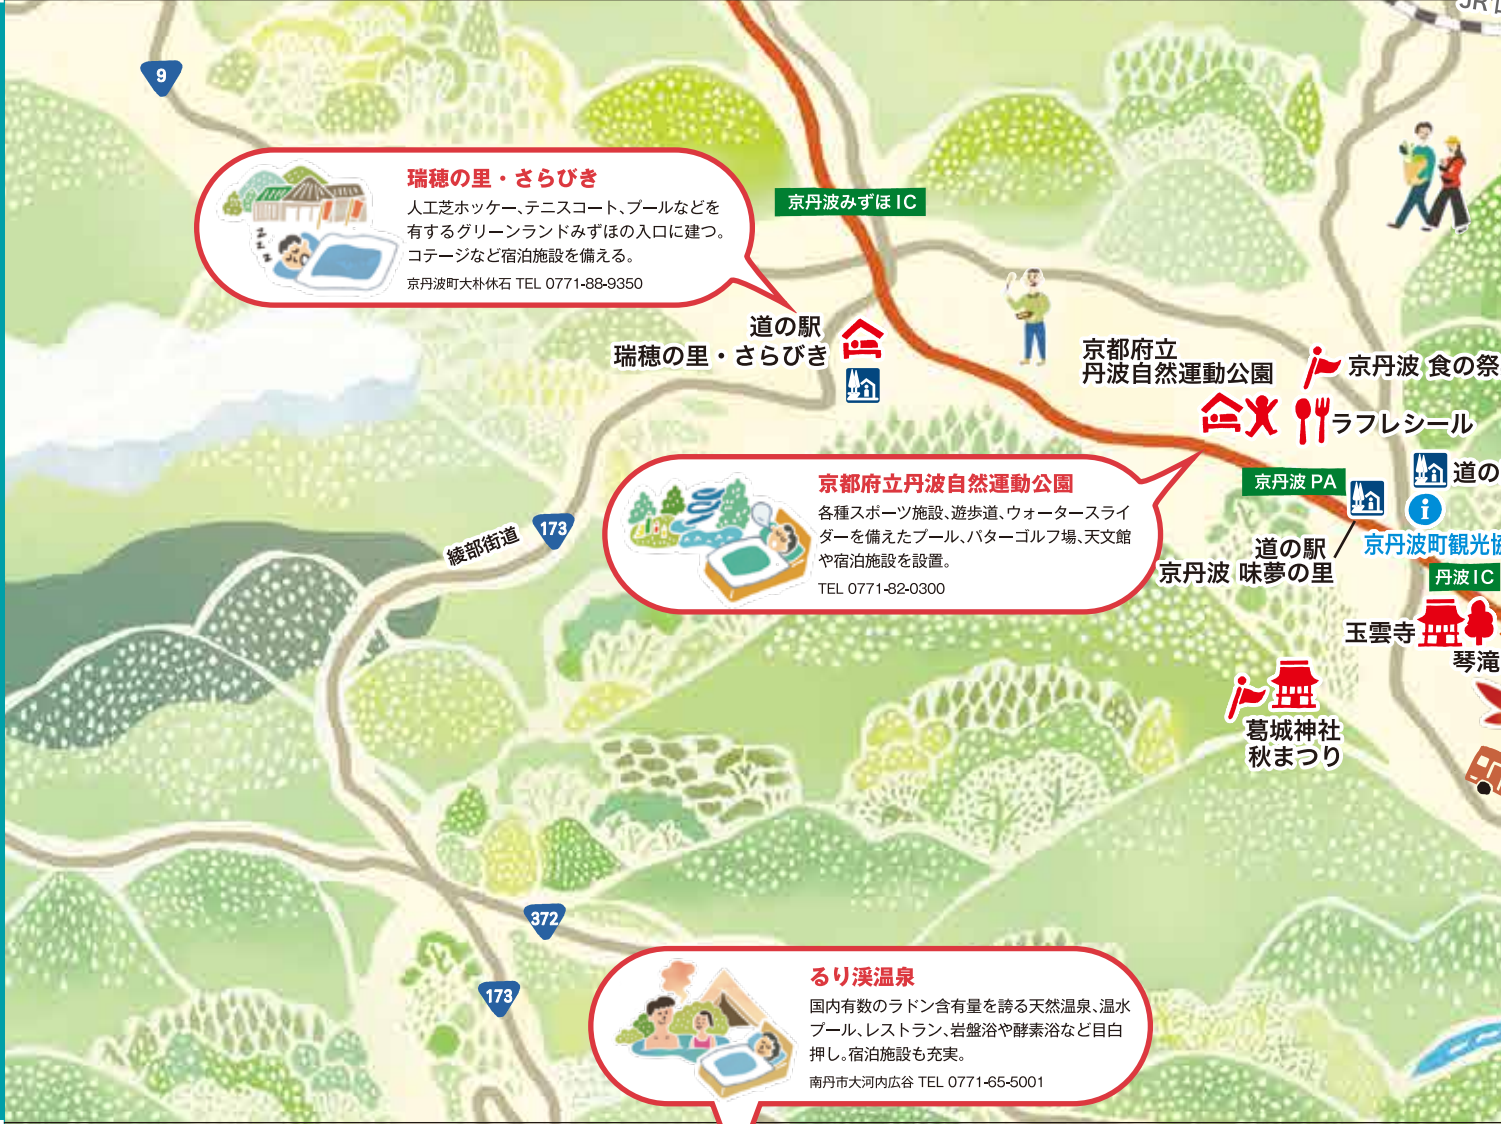 JR
9
瑞穂の里・さらびき
人工芝ホッケー、テニスコート、プールなどを
有するグリーンランドみずほの入口に建つ。
コテージなど宿泊施設を備える。
京丹波町大朴休石 TEL 0771-88-9350
京丹波みずほIC
道の駅
瑞穂の里・さらびき
京都府立
丹波自然運動公園
京丹波 食の祭
ラフレシール
京都府立丹波自然運動公園
各種スポーツ施設、遊歩道、ウォータースライ
ダーを備えたプール、パターゴルフ場、天文館
や宿泊施設を設置。
TEL 0771-82-0300
京丹波 PA
道の
i
京丹波町観光協
道の駅
京丹波 味夢の里
丹波IC
綾部街道
173
玉雲寺
琴滝
葛城神社
秋まつり
372
173
るり渓温泉
国内有数のラドン含有量を誇る天然温泉、温水
プール、レストラン、岩盤浴や酵素浴など目白
押し。宿泊施設も充実。
南丹市大河内広谷 TEL 0771-65-5001